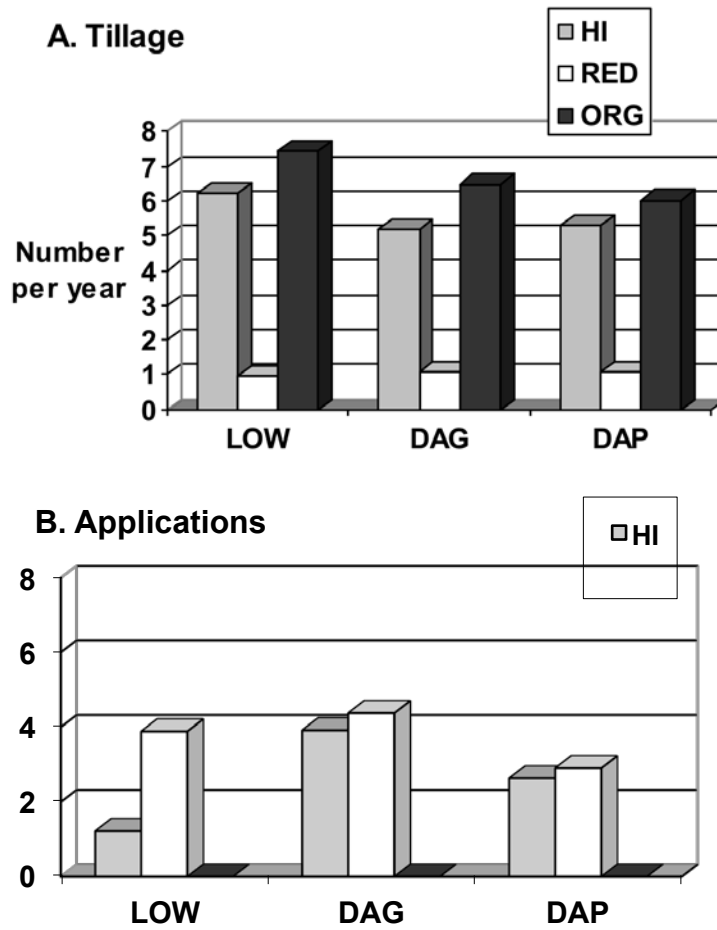 A. Tillage
HI
RED
ORG
8
7
6
5
4
3
2
1
0
Number
per year
LOW DAG DAP
B. Applications
HI
8
6
4
2
0
LOW DAG DAP